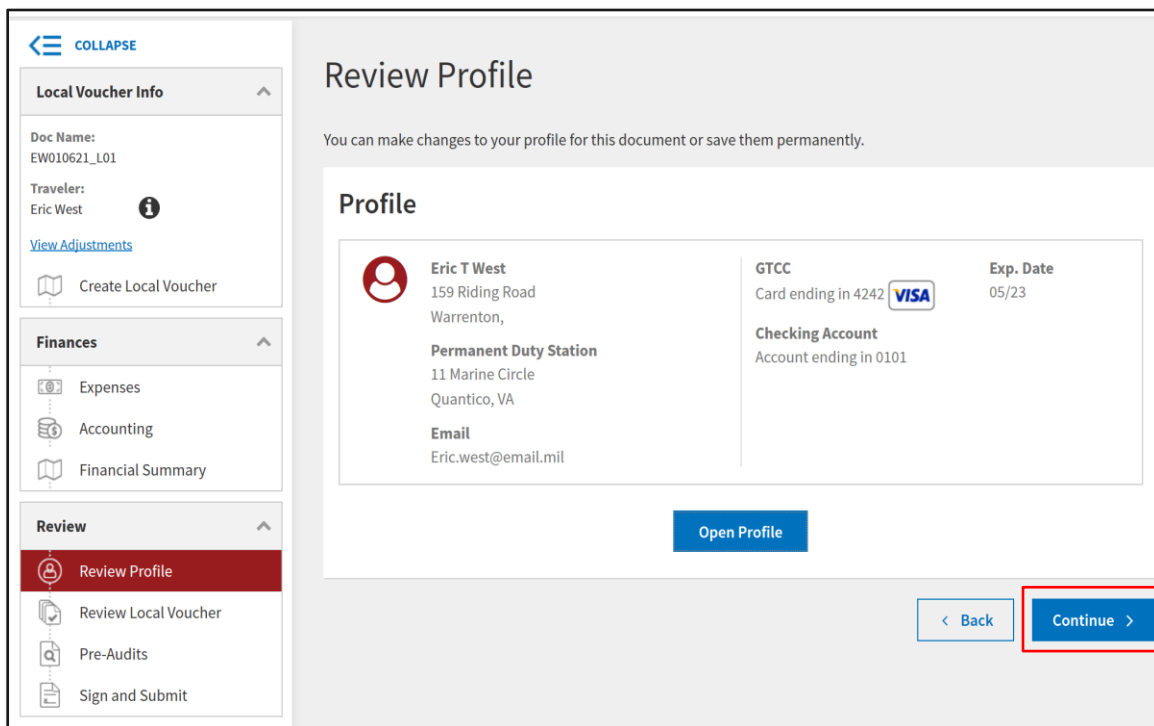 COLLAPSE
Local Voucher Info
Doc Name:
EW010621_L01
Traveler:
Eric West
View Adjustments
Create Local Voucher
Finances
Expenses
Accounting
Financial Summary
Review
Review Profile
Review Local Voucher
Pre-Audits
Sign and Submit
Review Profile
You can make changes to your profile for this document or save them permanently.
Profile
Eric T West
159 Riding Road
Warrenton,
Permanent Duty Station
11 Marine Circle
Quantico, VA
Email
Eric.west@email.mil
GTCC
Card ending in 4242 VISA
Checking Account
Account ending in 0101
Exp. Date
05/23
Open Profile
Back
Continue